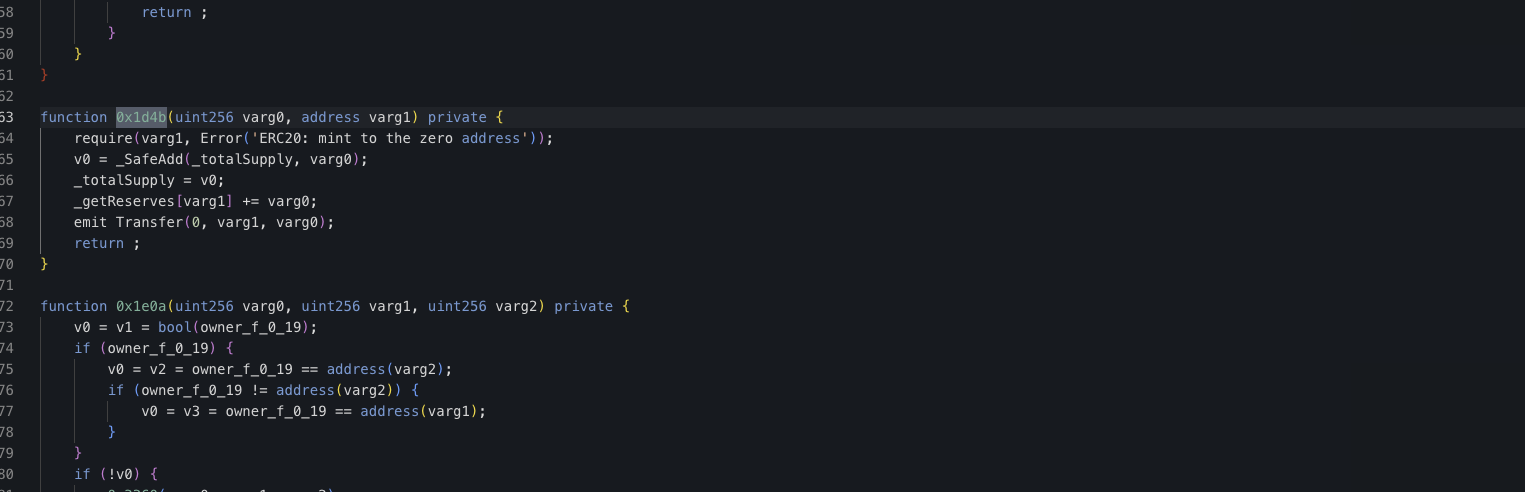 58 return ;
59 }
60 }
61 }
62
63 function 0x1d4b(uint256 varg0, address varg1) private {
64 require(varg1, Error('ERC20: mint to the zero address'));
65 v0 = _SafeAdd(_totalSupply, varg0);
66 _totalSupply = v0;
67 _getReserves[varg1] += varg0;
68 emit Transfer(0, varg1, varg0);
69 return ;
70 }
71
72 function 0x1e0a(uint256 varg0, uint256 varg1, uint256 varg2) private {
73 v0 = v1 = bool(owner_f_0_19);
74 if (owner_f_0_19) {
75 v0 = v2 = owner_f_0_19 == address(varg2);
76 if (owner_f_0_19 != address(varg2)) {
77 v0 = v3 = owner_f_0_19 == address(varg1);
78 }
79 }
80 if (!v0) {